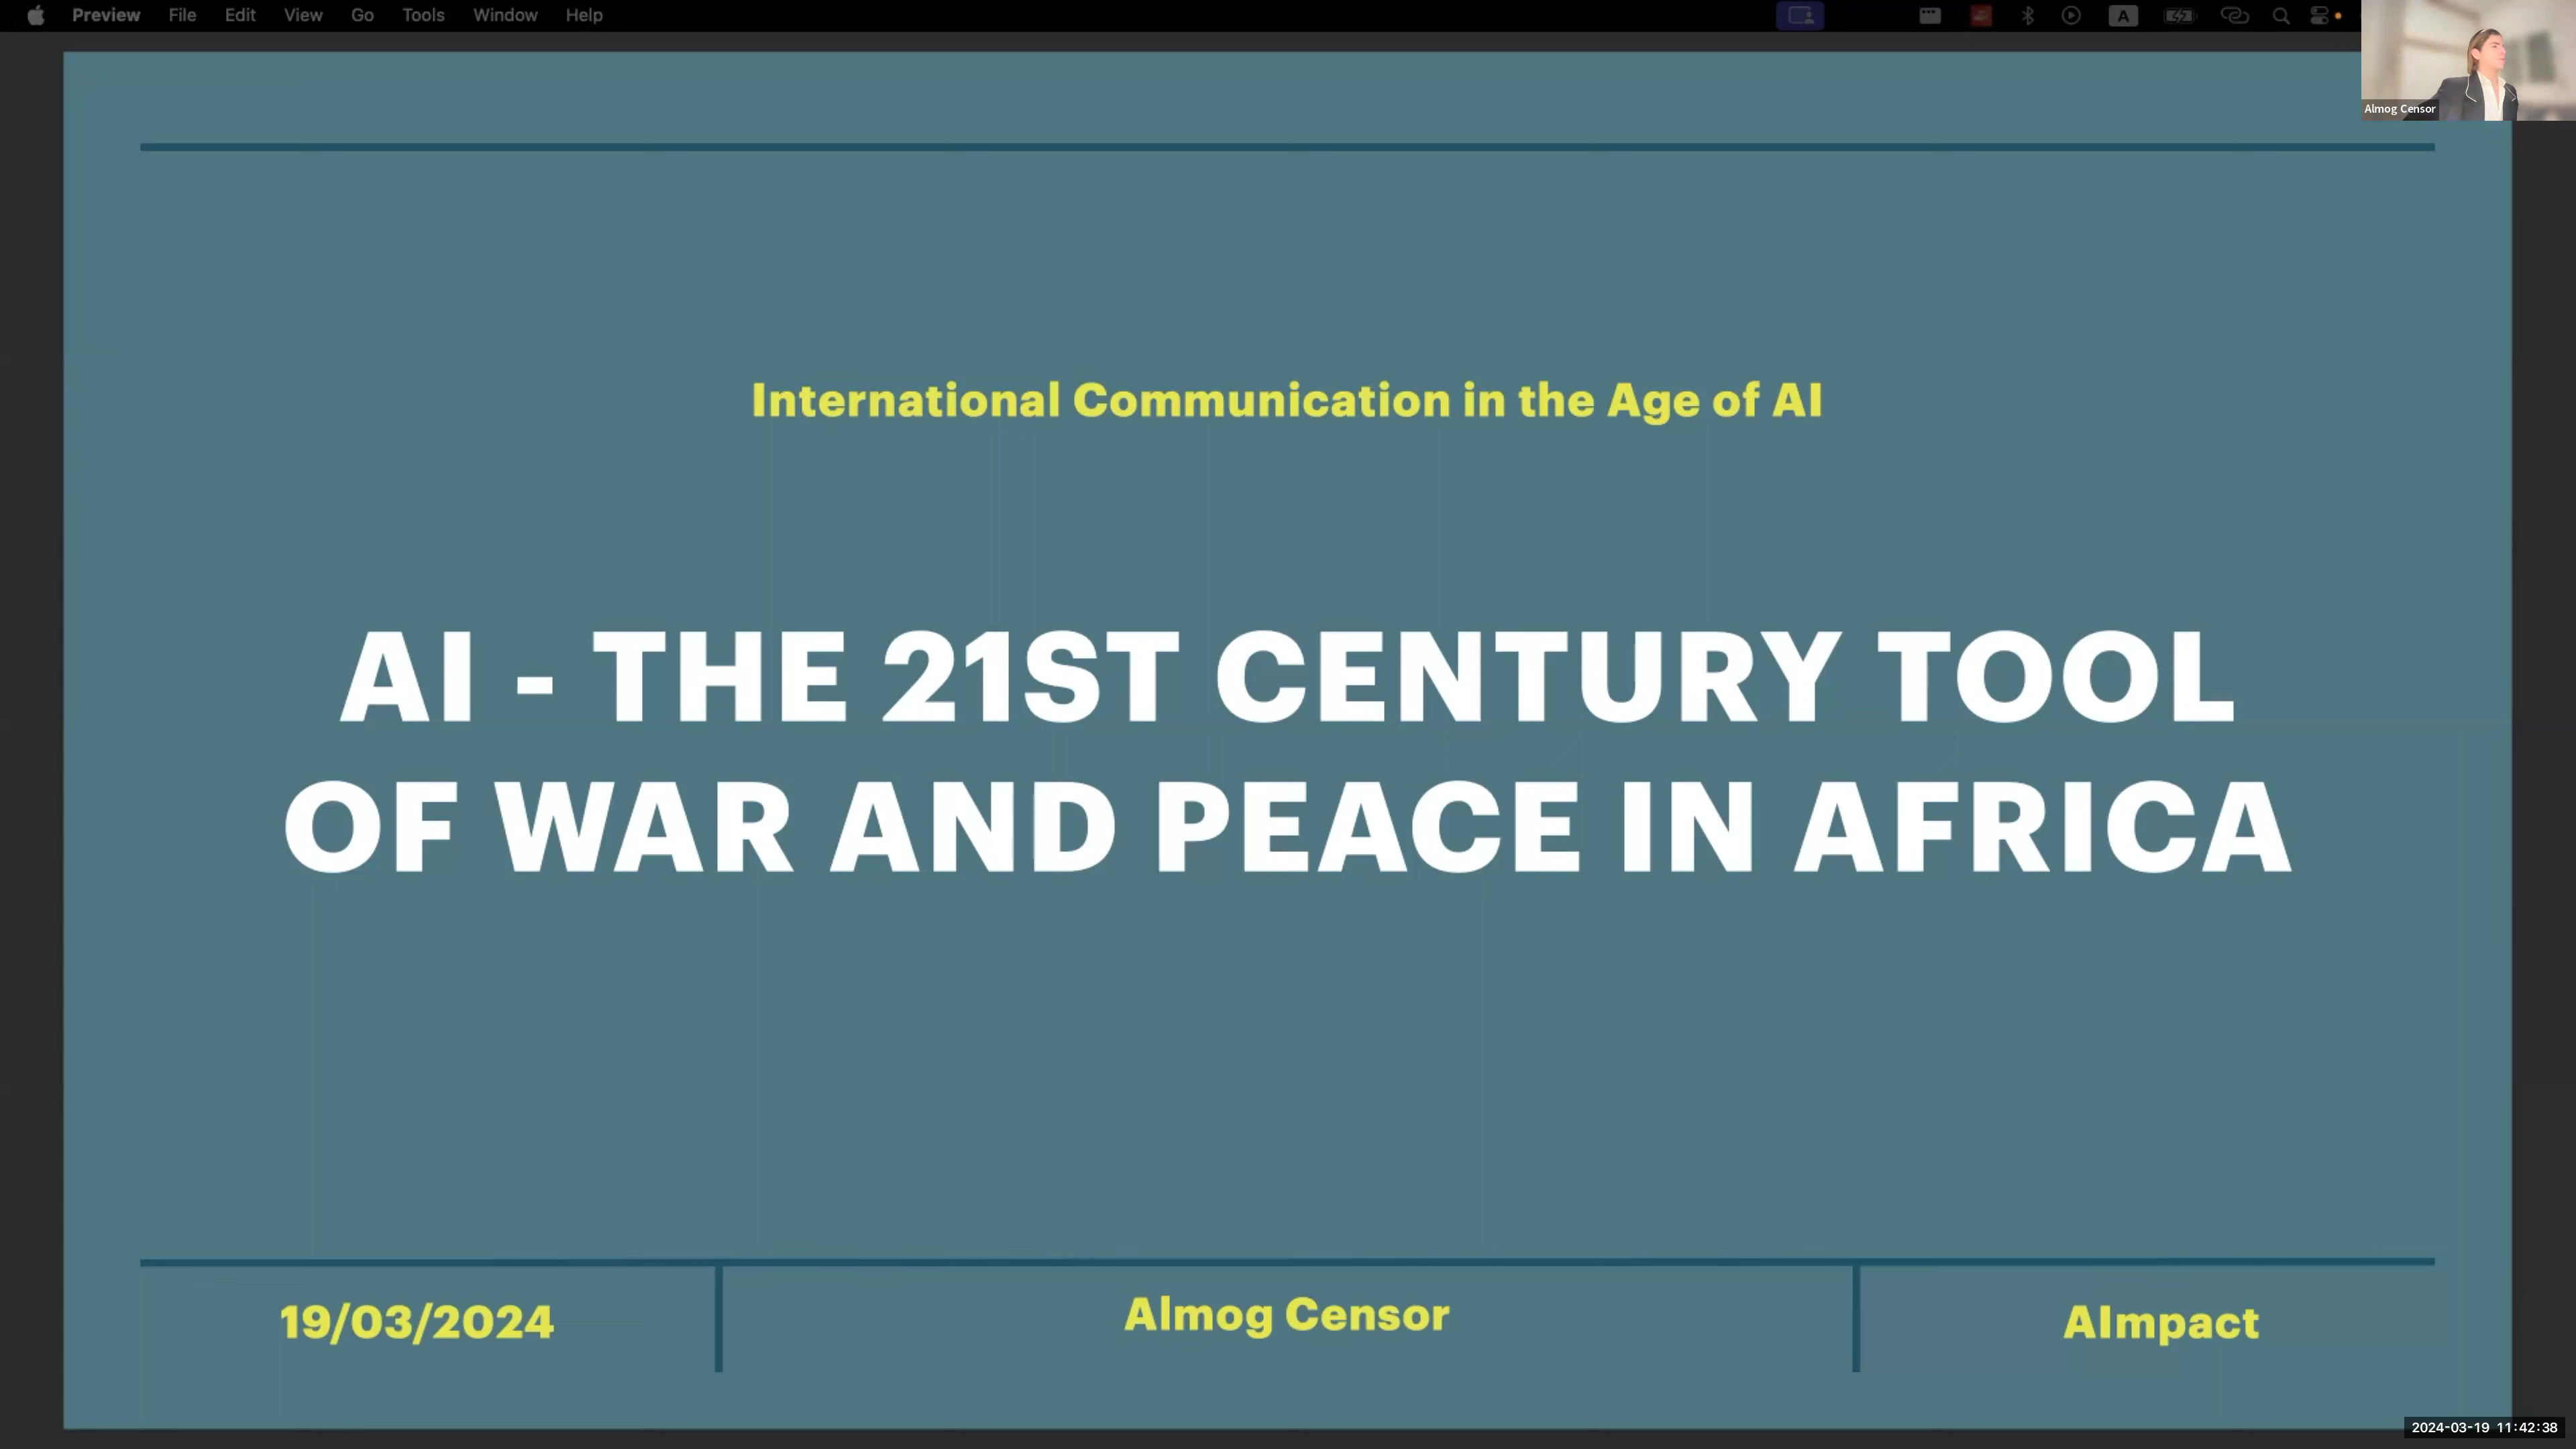 Preview File Edit View Go Tools Window Help
A
Almog Censor
International Communication in the Age of AI
AI - THE 21ST CENTURY TOOL
OF WAR AND PEACE IN AFRICA
19/03/2024
Almog Censor
AImpact
2024-03-19 11:42:38